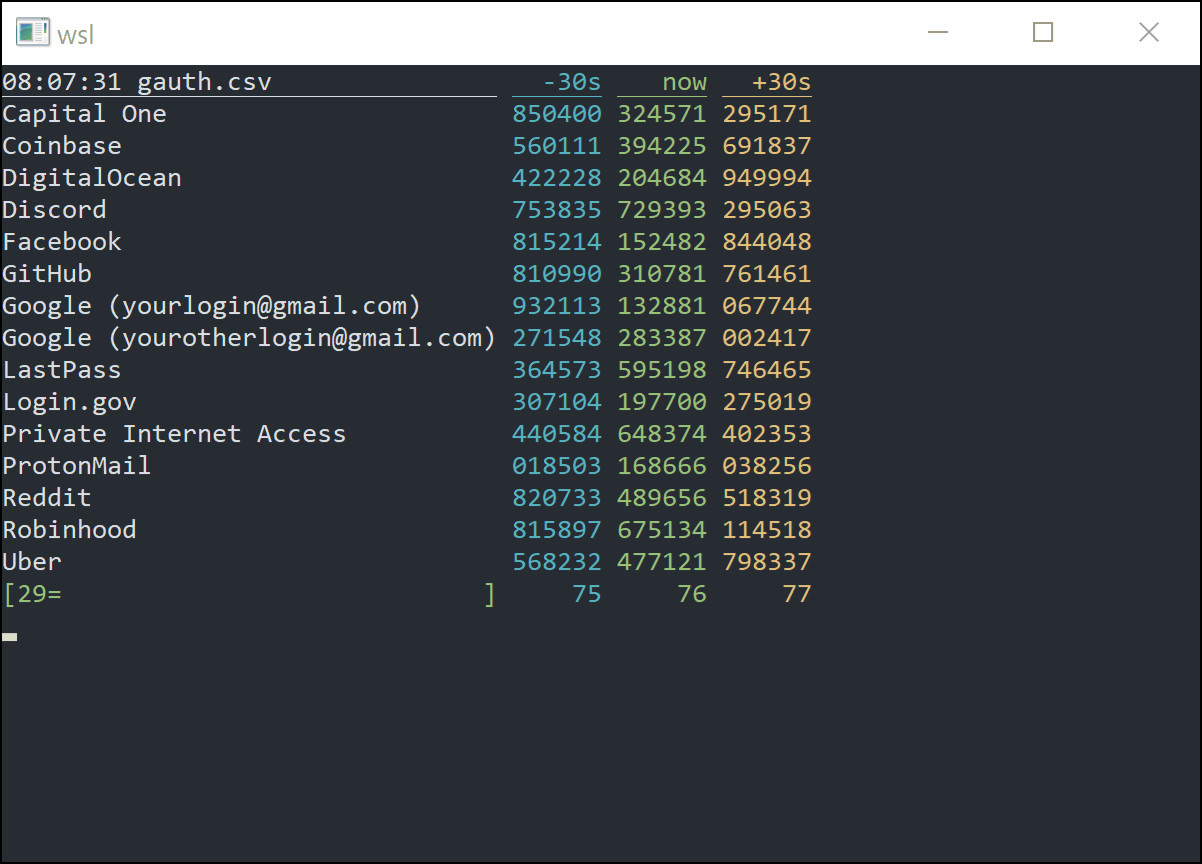 wsl
08:07:31 gauth.csv -30s now +30s
Capital One 850400 324571 295171
Coinbase 560111 394225 691837
DigitalOcean 422228 204684 949994
Discord 753835 729393 295063
Facebook 815214 152482 844048
GitHub 810990 310781 761461
Google (yourlogin@gmail.com) 932113 132881 067744
Google (yourotherlogin@gmail.com) 271548 283387 002417
LastPass 364573 595198 746465
Login.gov 307104 197700 275019
Private Internet Access 440584 648374 402353
ProtonMail 018503 168666 038256
Reddit 820733 489656 518319
Robinhood 815897 675134 114518
Uber 568232 477121 798337
[29= ] 75 76 77